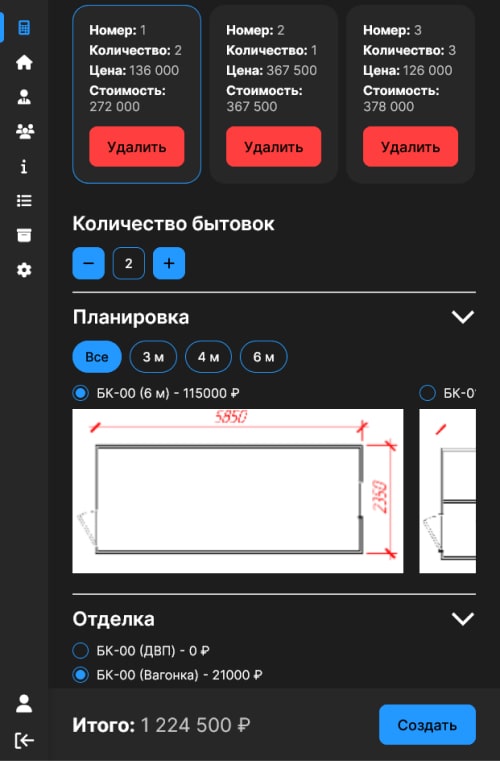 Номер: 1
Количество: 2
Цена: 136 000
Стоимость:
272 000
Удалить
Номер: 2
Количество: 1
Цена: 367 500
Стоимость:
367 500
Удалить
Номер: 3
Количество: 3
Цена: 126 000
Стоимость:
378 000
Удалить
Количество бытовок
− 2 +
Планировка
Все 3 м 4 м 6 м
БК-00 (6 м) - 115000 ₽
5850
2350
Отделка
БК-00 (ДВП) - 0 ₽
БК-00 (Вагонка) - 21000 ₽
Итого: 1 224 500 ₽
Создать